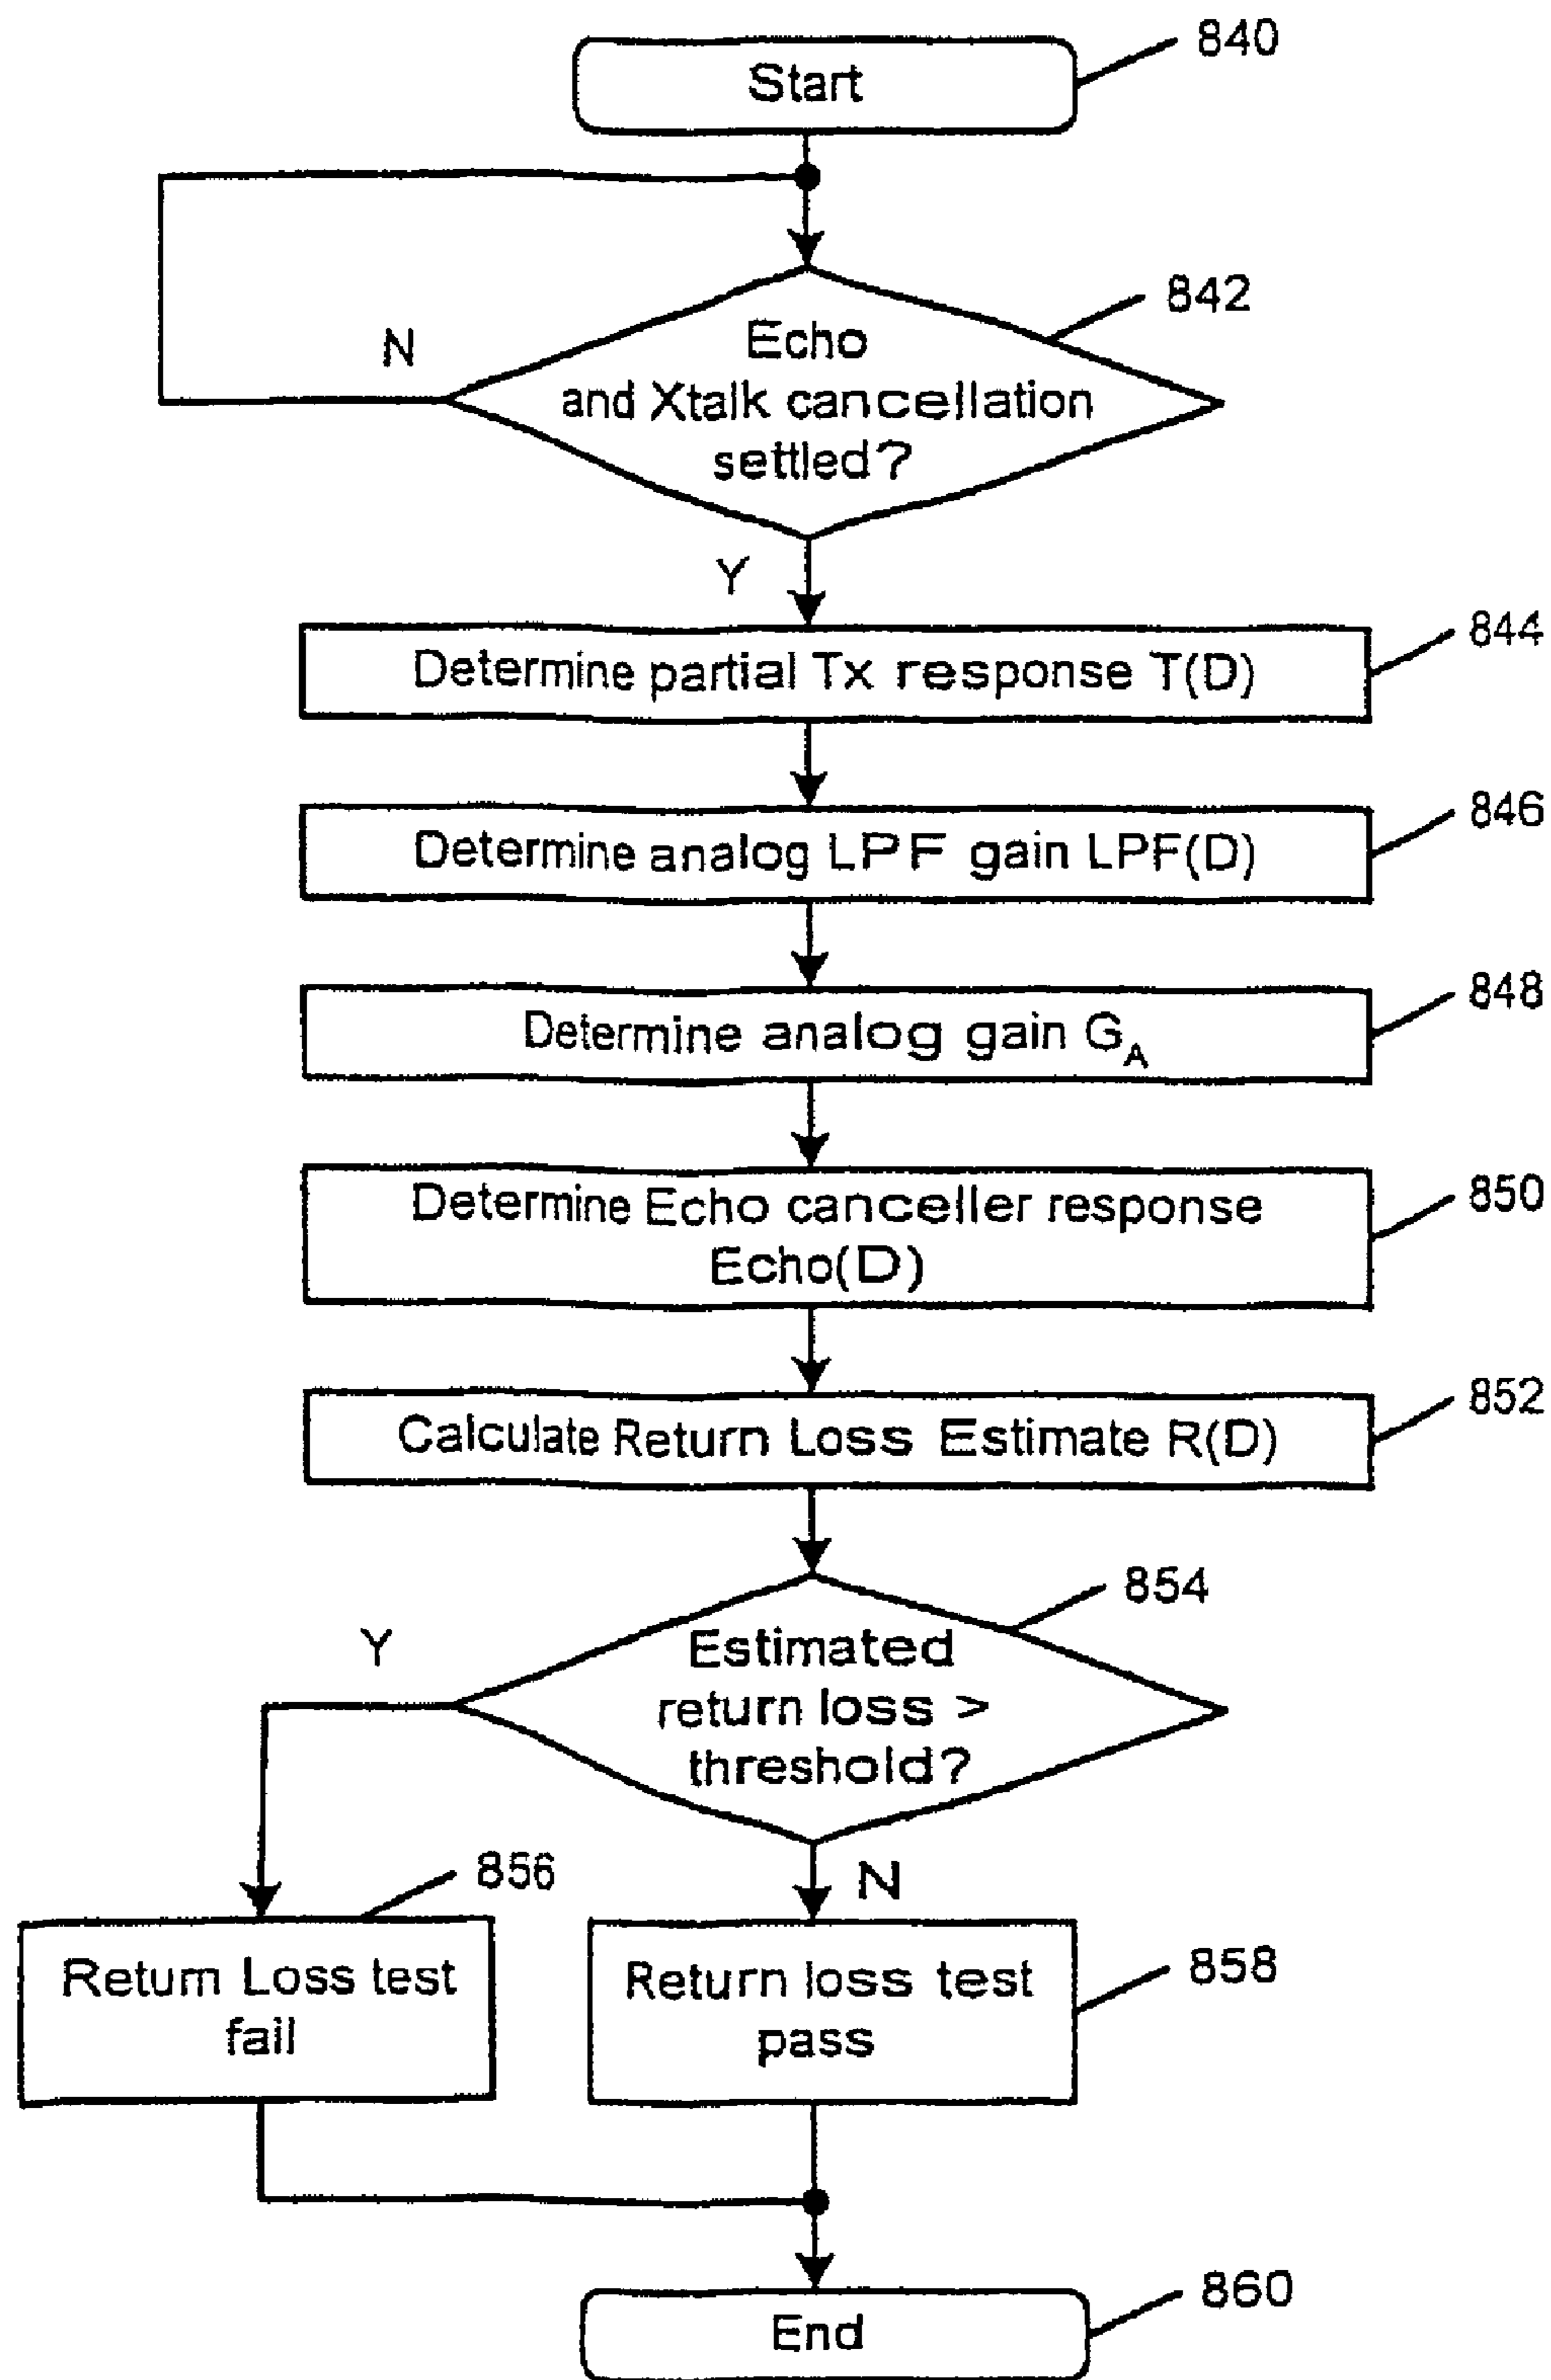 Start
840
Echo
and Xtalk cancellation
settled?
842
N
Y
Determine partial Tx response T(D)
844
Determine analog LPF gain LPF(D)
846
Determine analog gain G_A
848
Determine Echo canceller response
Echo(D)
850
Calculate Return Loss Estimate R(D)
852
Estimated
return loss >
threshold?
854
Y
N
Return Loss test
fail
856
Return loss test
pass
858
End
860